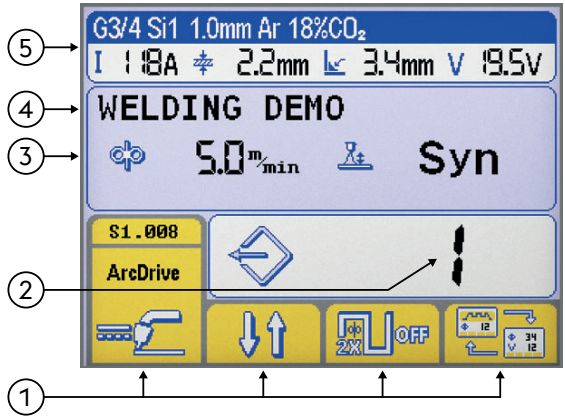 G3/4 Si1 1.0mm Ar 18%CO₂
I 118A 2.2mm 3.4mm V 19.5V
WELDING DEMO
5.0 m/min Syn
S1.008
ArcDrive
1
2X OFF 12 34 V 12
5
4
3
2
1